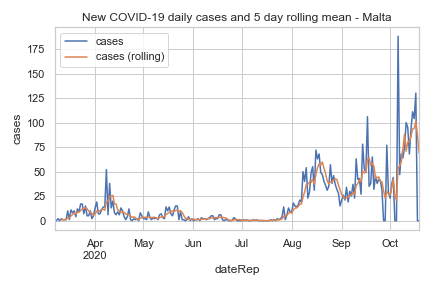 New COVID-19 daily cases and 5 day rolling mean - Malta
cases
cases (rolling)
cases
175
150
125
100
75
50
25
0
Apr
2020
May
Jun
Jul
Aug
Sep
Oct
dateRep